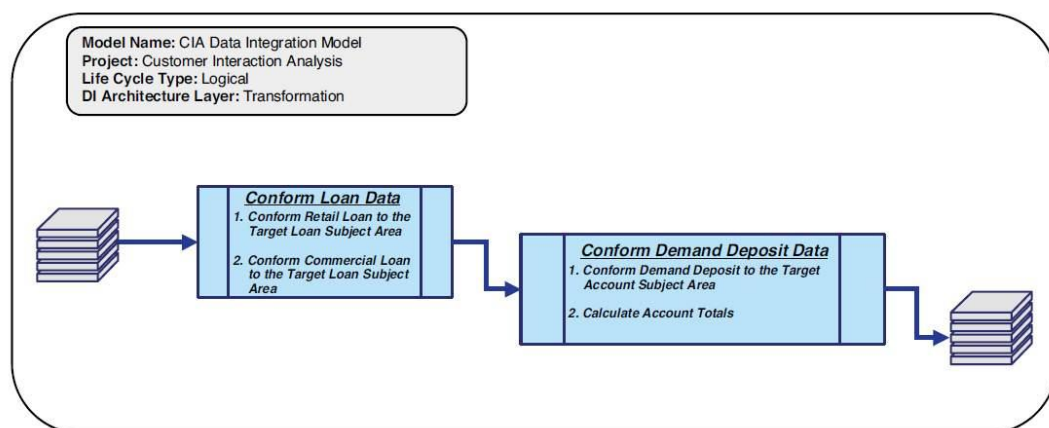 Model Name: CIA Data Integration Model
Project: Customer Interaction Analysis
Life Cycle Type: Logical
DI Architecture Layer: Transformation
Conform Loan Data
1. Conform Retail Loan to the
Target Loan Subject Area
2. Conform Commercial Loan
to the Target Loan Subject
Area
Conform Demand Deposit Data
1. Conform Demand Deposit to the Target
Account Subject Area
2. Calculate Account Totals